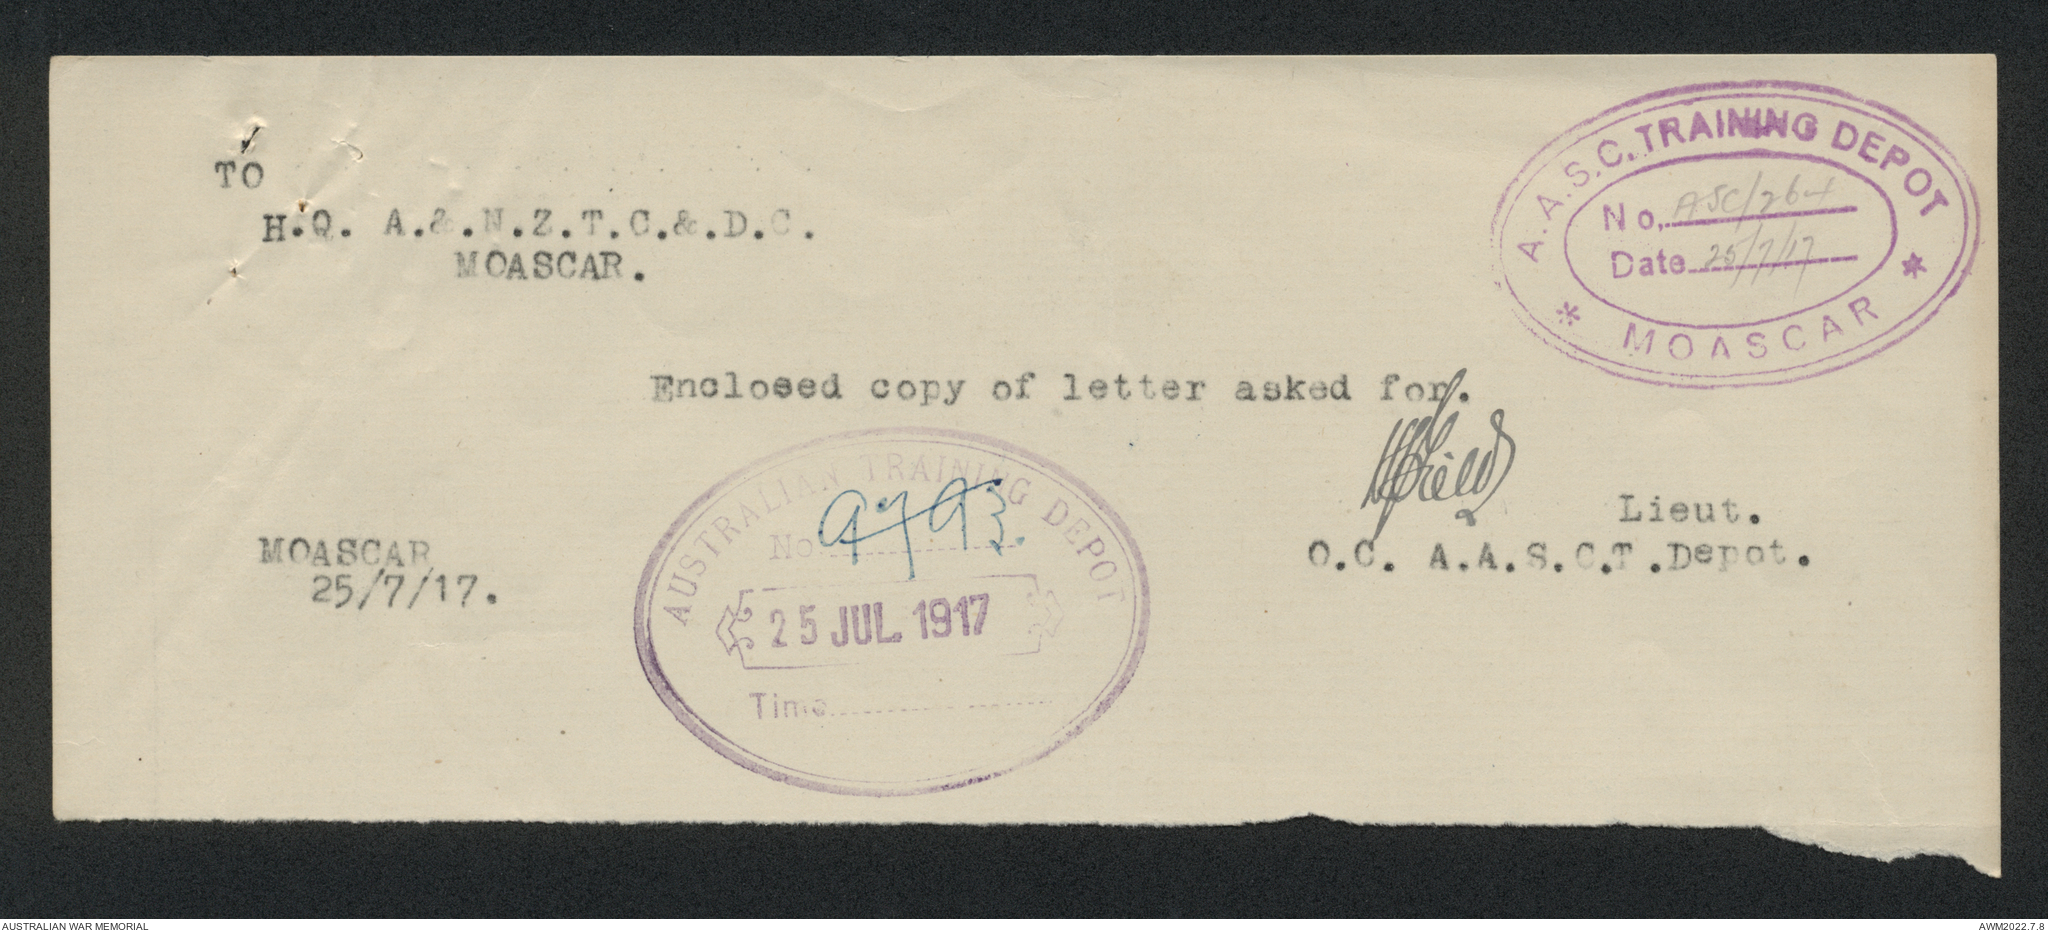 A.A.S.C. TRAINING DEPOT
No. ASC/264
Date 25/7/17
* MOASCAR *
TO
H.Q. A.&.N.Z.T.C.&.D.C.
MOASCAR.
Enclosed copy of letter asked for.
Lieut.
O.C. A.A.S.C.T.Depot.
MOASCAR
25/7/17.
AUSTRALIAN TRAINING DEPOT
No
25 JUL 1917
Time
AUSTRALIAN WAR MEMORIAL
AWM2022.7.8